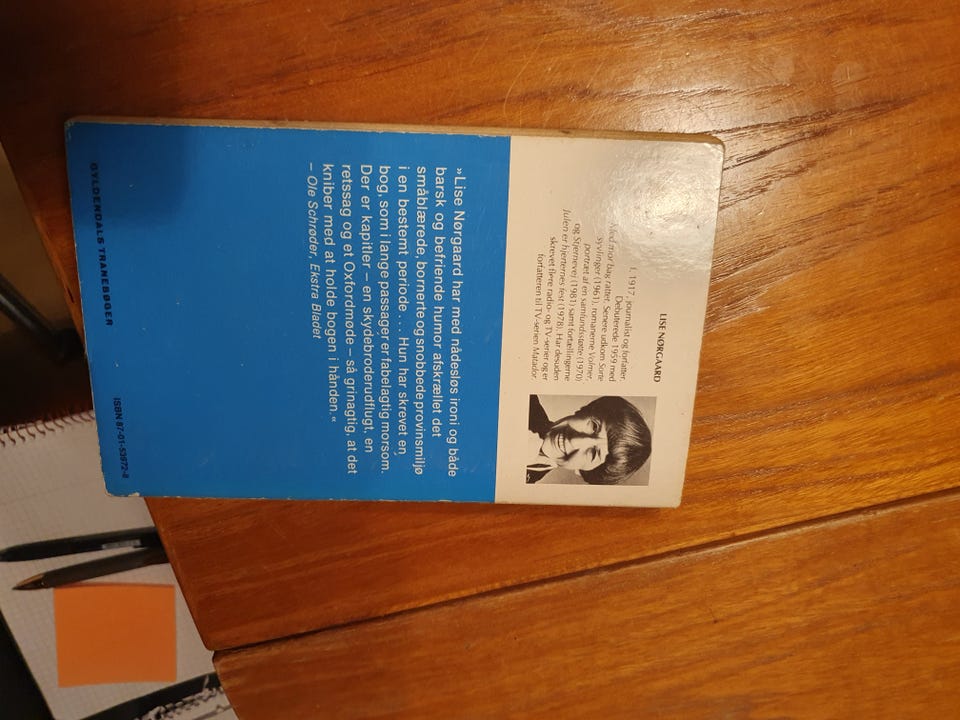 LISE NØRGAARD
f. 1917, journalist og forfatter.
Debuterede 1959 med
Med mor bag rattet. Senere udkom Sorte
syvlinger (1961), romanerne Volmer,
portræt af en samfundsstøtte (1970)
og Stjernevej (1981) samt fortællingerne
Julen er hjerternes fest (1978). Har desuden
skrevet flere radio- og TV-serier og er
forfatteren til TV-serien Matador.
»Lise Nørgaard har med nådesløs ironi og både
barsk og befriende humor afskrællet det
småblærede, bornerte og snobbede provinsmiljø
i en bestemt periode . . . Hun har skrevet en
bog, som i lange passager er fabelagtig morsom.
Der er kapitler – en skydebroderudflugt, en
retssag og et Oxfordmøde – så grinagtig, at det
kniber med at holde bogen i hånden.«
– Ole Schrøder, Ekstra Bladet
GYLDENDALS TRANEBØGER
ISBN 87-01-53972-8